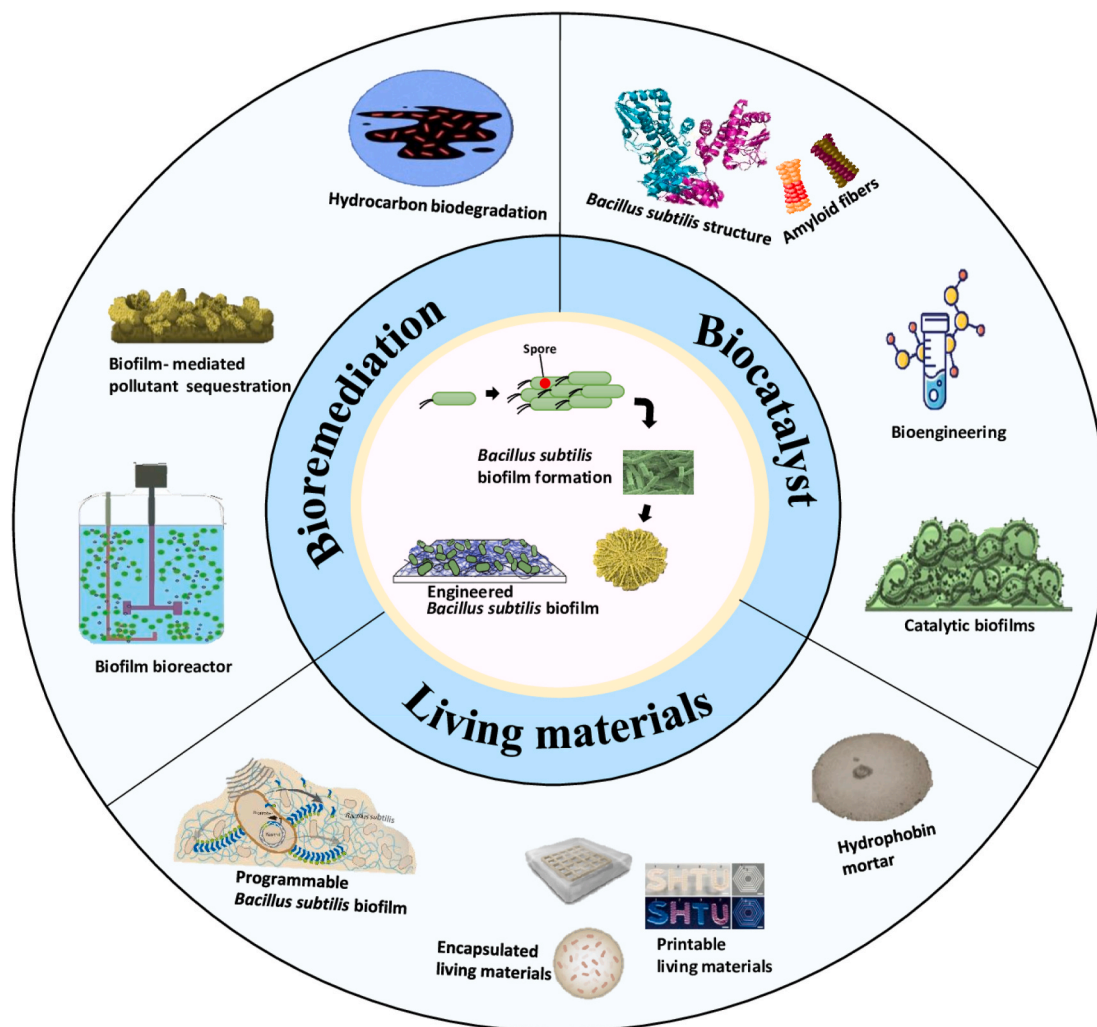 Hydrocarbon biodegradation
Bacillus subtilis structure
Amyloid fibers
Biofilm- mediated
pollutant sequestration
Bioengineering
Biofilm bioreactor
Catalytic biofilms
Bioremediation
Biocatalyst
Living materials
Spore
Bacillus subtilis
biofilm formation
Engineered
Bacillus subtilis biofilm
Bacillus subtilis
Programmable
Bacillus subtilis biofilm
Encapsulated
living materials
SHTU
SHTU
Printable
living materials
Hydrophobin
mortar